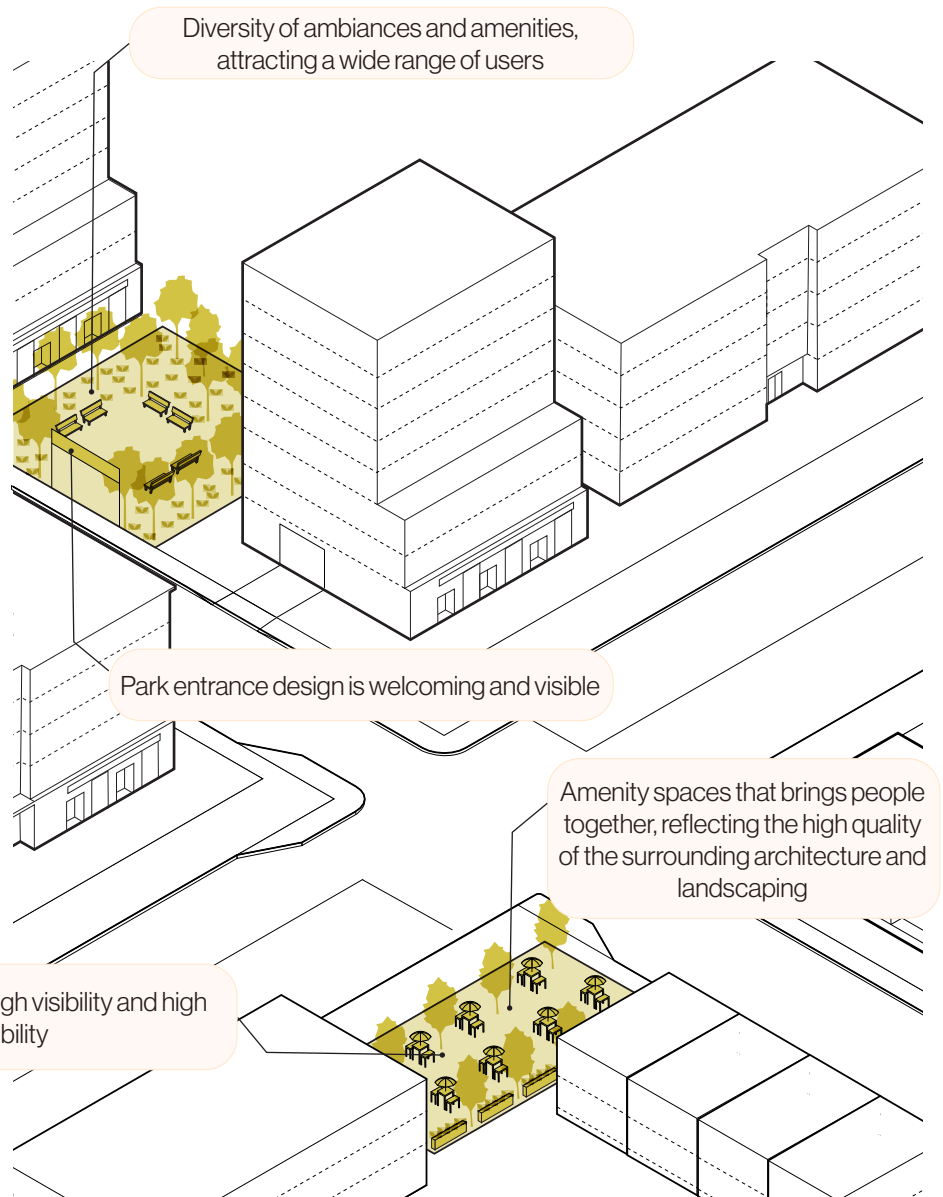 Diversity of ambiances and amenities,
attracting a wide range of users
Park entrance design is welcoming and visible
Amenity spaces that brings people
together, reflecting the high quality
of the surrounding architecture and
landscaping
visibility and high